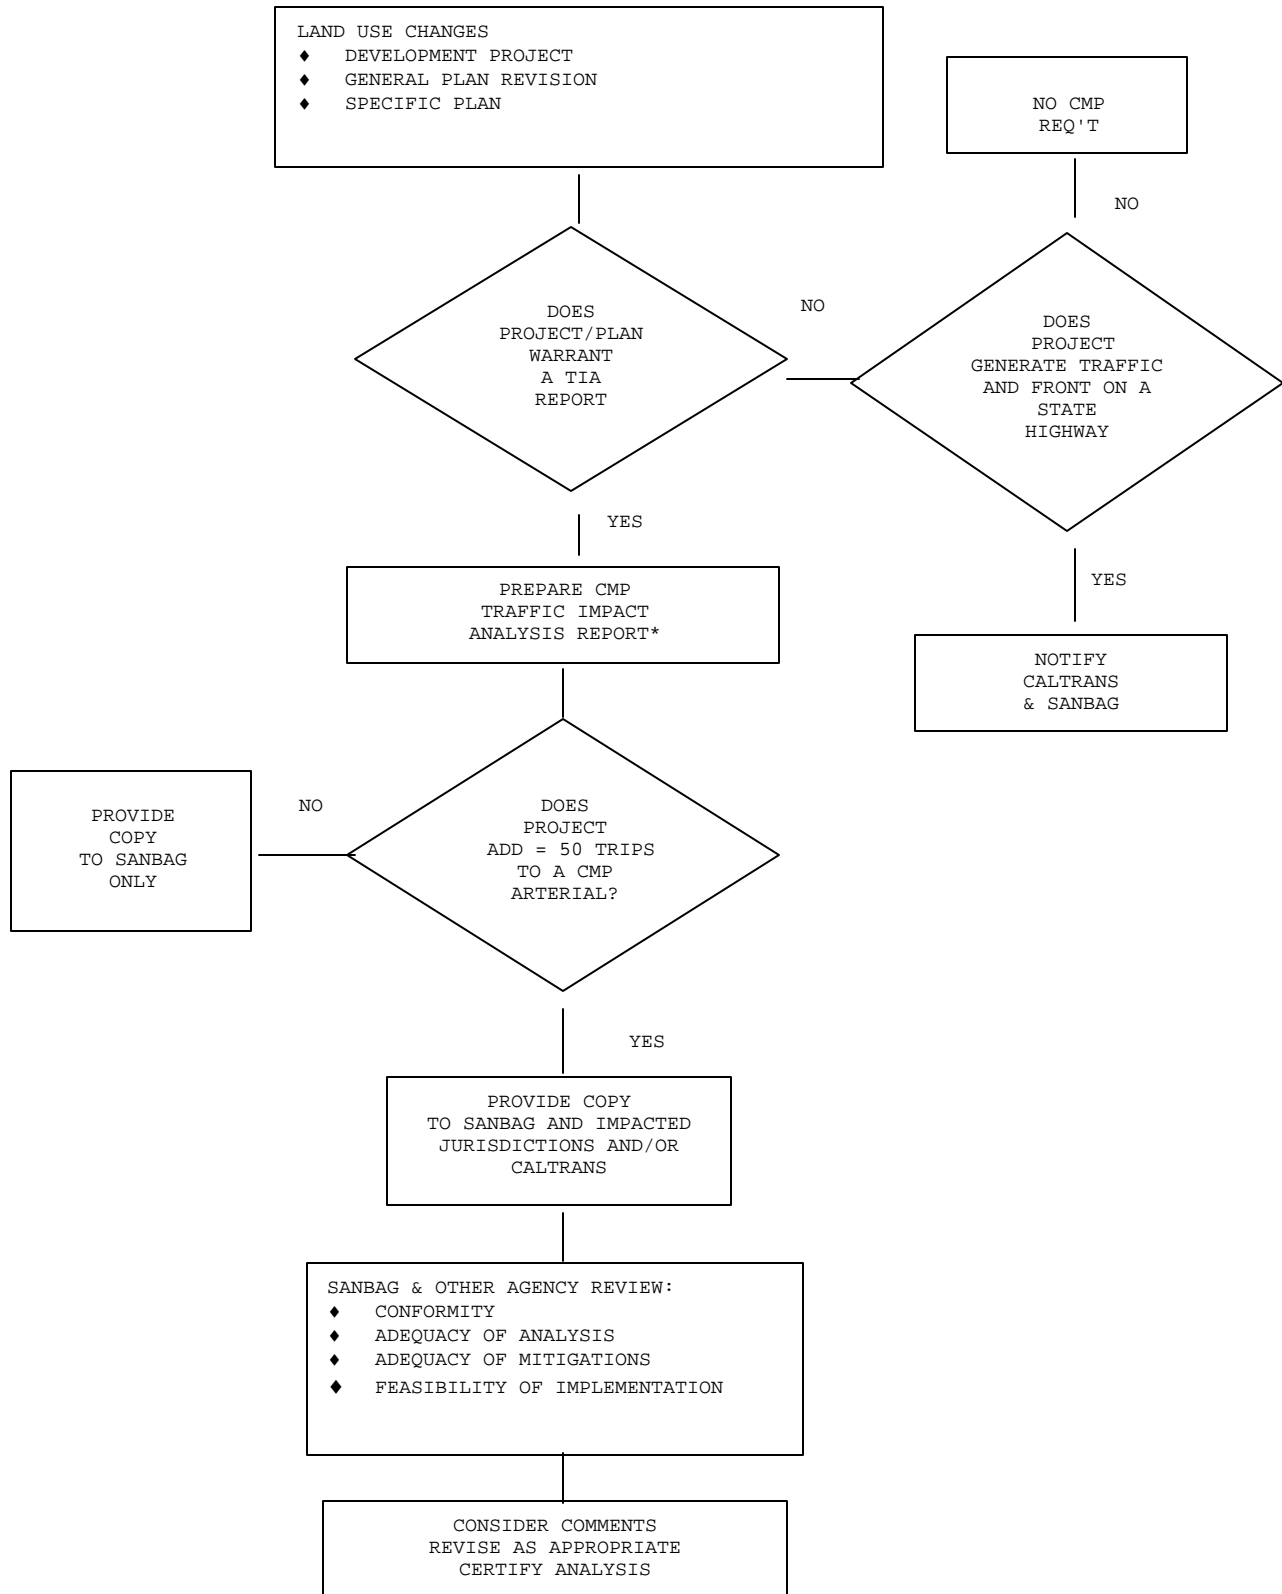 LAND USE CHANGES
♦ DEVELOPMENT PROJECT
♦ GENERAL PLAN REVISION
♦ SPECIFIC PLAN
NO CMP
REQ'T
NO
DOES
PROJECT/PLAN
WARRANT
A TIA
REPORT
NO
DOES
PROJECT
GENERATE TRAFFIC
AND FRONT ON A
STATE
HIGHWAY
YES
YES
PREPARE CMP
TRAFFIC IMPACT
ANALYSIS REPORT*
NOTIFY
CALTRANS
& SANBAG
PROVIDE
COPY
TO SANBAG
ONLY
NO
DOES
PROJECT
ADD = 50 TRIPS
TO A CMP
ARTERIAL?
YES
PROVIDE COPY
TO SANBAG AND IMPACTED
JURISDICTIONS AND/OR
CALTRANS
SANBAG & OTHER AGENCY REVIEW:
♦ CONFORMITY
♦ ADEQUACY OF ANALYSIS
♦ ADEQUACY OF MITIGATIONS
♦ FEASIBILITY OF IMPLEMENTATION
CONSIDER COMMENTS
REVISE AS APPROPRIATE
CERTIFY ANALYSIS